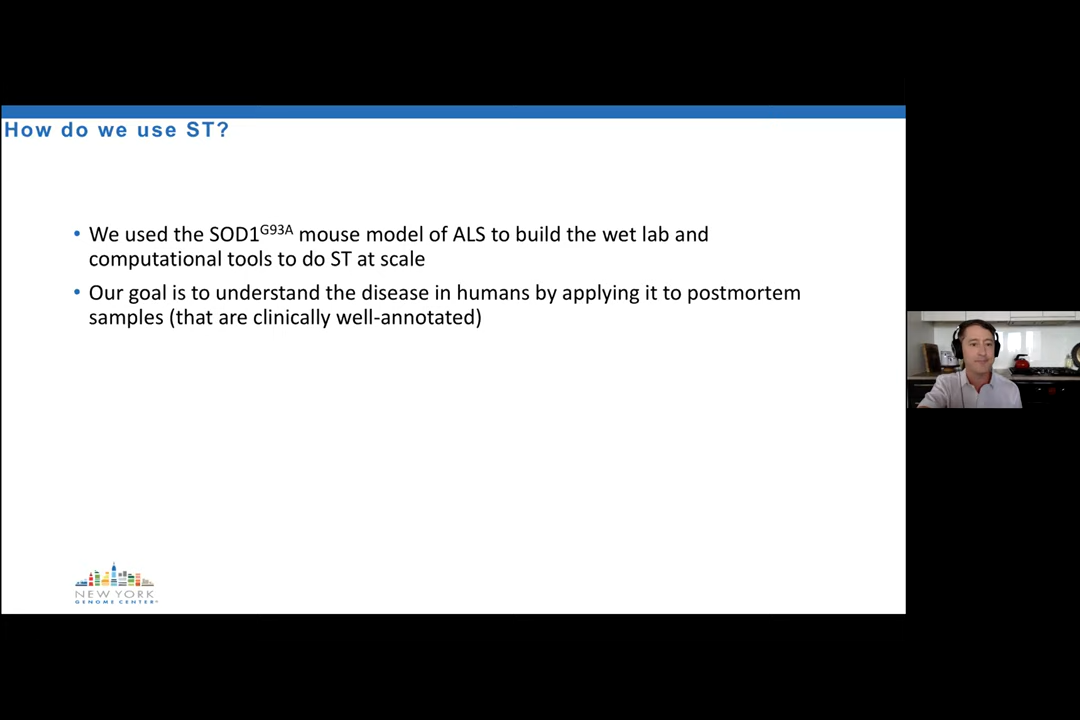 How do we use ST?
• We used the SOD1G93A mouse model of ALS to build the wet lab and
computational tools to do ST at scale
• Our goal is to understand the disease in humans by applying it to postmortem
samples (that are clinically well-annotated)
NEW YORK
GENOME CENTER